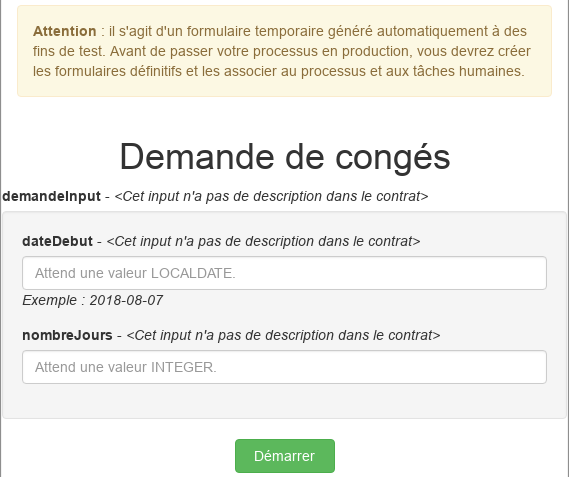 Attention : il s'agit d'un formulaire temporaire généré automatiquement à des
fins de test. Avant de passer votre processus en production, vous devrez créer
les formulaires définitifs et les associer au processus et aux tâches humaines.
Demande de congés
demandeInput - <Cet input n'a pas de description dans le contrat>
dateDebut - <Cet input n'a pas de description dans le contrat>
Attend une valeur LOCALDATE.
Exemple : 2018-08-07
nombreJours - <Cet input n'a pas de description dans le contrat>
Attend une valeur INTEGER.
Démarrer